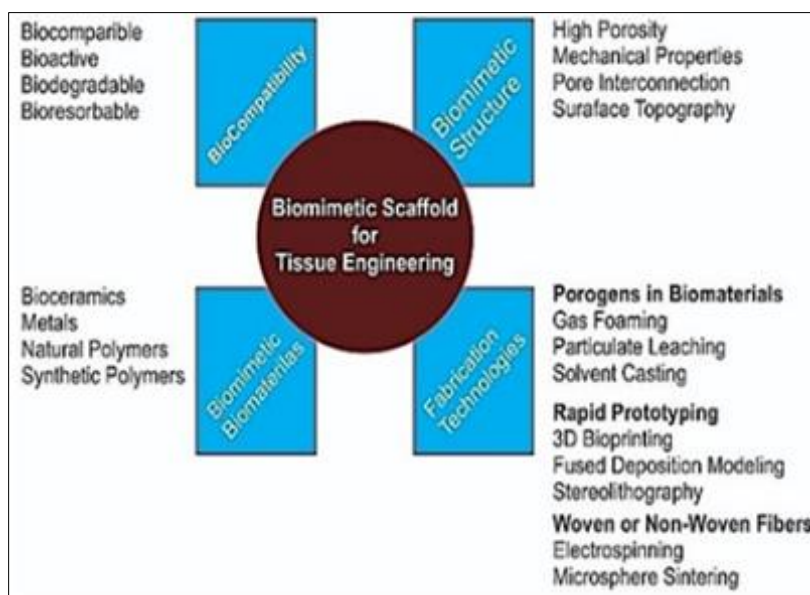 Biocomparible
Bioactive
Biodegradable
Bioresorbable
BioCompatibility
Biomimetic
Structure
High Porosity
Mechanical Properties
Pore Interconnection
Suraface Topography
Biomimetic Scaffold
for
Tissue Engineering
Bioceramics
Metals
Natural Polymers
Synthetic Polymers
Biomimetic
Biomaterilas
Fabrication
Technologies
Porogens in Biomaterials
Gas Foaming
Particulate Leaching
Solvent Casting
Rapid Prototyping
3D Bioprinting
Fused Deposition Modeling
Stereolithography
Woven or Non-Woven Fibers
Electrospinning
Microsphere Sintering